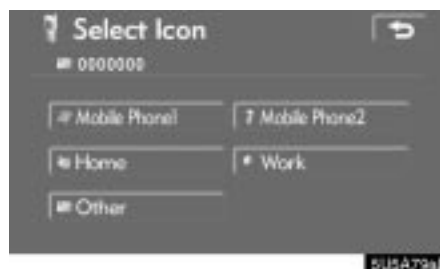 Select Icon
0000000
Mobile Phone1 Mobile Phone2
Home Work
Other
5U5A79a